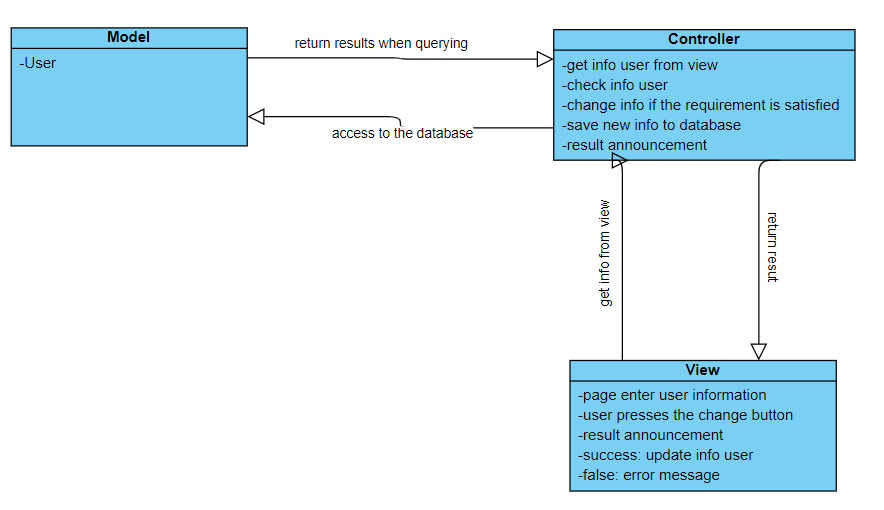 Model
-User
return results when querying
access to the database
Controller
-get info user from view
-check info user
-change info if the requirement is satisfied
-save new info to database
-result announcement
get info from view
return resut
View
-page enter user information
-user presses the change button
-result announcement
-success: update info user
-false: error message